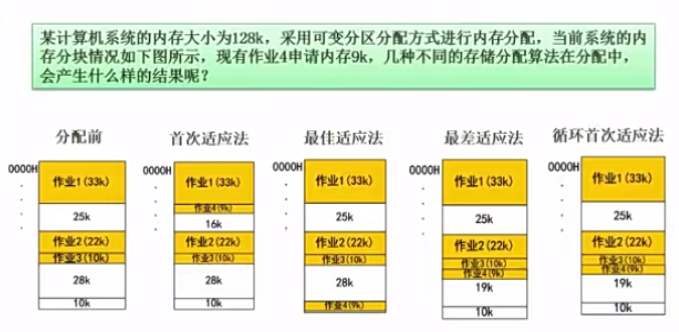 某计算机系统的内存大小为128k，采用可变分区分配方式进行内存分配，当前系统的内
存分块情况如下图所示，现有作业4申请内存9k，几种不同的存储分配算法在分配中，
会产生什么样的结果呢？
分配前
首次适应法
最佳适应法
最差适应法
循环首次适应法
0000H
作业1(33k)
25k
作业2(22k)
作业3(10k)
28k
10k
0000H
作业1(33k)
作业4(9k)
16k
作业2(22k)
作业3(10k)
28k
10k
0000H
作业1(33k)
25k
作业2(22k)
作业3(10k)
28k
作业4(9k)
0000H
作业1(33k)
25k
作业2(22k)
作业3(10k)
作业4(9k)
19k
10k
0000H
作业1(33k)
25k
作业2(22k)
作业3(10k)
作业4(9k)
19k
10k